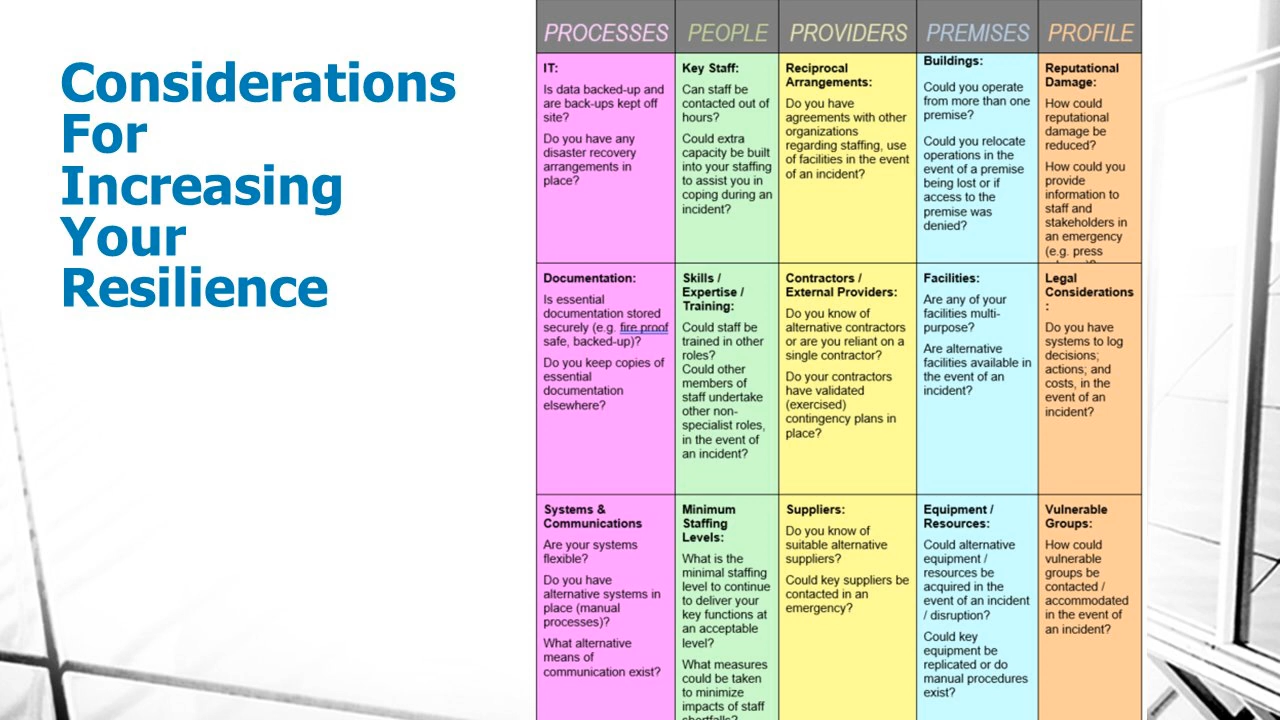 Considerations
For
Increasing
Your
Resilience
PROCESSES PEOPLE PROVIDERS PREMISES PROFILE
IT:
Is data backed-up and
are back-ups kept off
site?
Do you have any
disaster recovery
arrangements in
place?
Key Staff:
Can staff be
contacted out of
hours?
Could extra
capacity be built
into your staffing
to assist you in
coping during an
incident?
Reciprocal
Arrangements:
Do you have
agreements with other
organizations
regarding staffing, use
of facilities in the event
of an incident?
Buildings:
Could you operate
from more than one
premise?
Could you relocate
operations in the
event of a premise
being lost or if
access to the
premise was
denied?
Reputational
Damage:
How could
reputational
damage be
reduced?
How could you
provide
information to
staff and
stakeholders in
an emergency
(e.g. press
Documentation:
Is essential
documentation stored
securely (e.g. fire proof
safe, backed-up)?
Do you keep copies of
essential
documentation
elsewhere?
Skills /
Expertise /
Training:
Could staff be
trained in other
roles?
Could other
members of
staff undertake
other non-
specialist roles,
in the event of
an incident?
Contractors /
External Providers:
Do you know of
alternative contractors
or are you reliant on a
single contractor?
Do your contractors
have validated
(exercised)
contingency plans in
place?
Facilities:
Are any of your
facilities multi-
purpose?
Are alternative
facilities available in
the event of an
incident?
Legal
Considerations
:
Do you have
systems to log
decisions;
actions; and
costs, in the
event of an
incident?
Systems &
Communications
Are your systems
flexible?
Do you have
alternative systems in
place (manual
processes)?
What alternative
means of
communication exist?
Minimum
Staffing
Levels:
What is the
minimal staffing
level to continue
to deliver your
key functions at
an acceptable
level?
What measures
could be taken
to minimize
impacts of staff
shortfalls?
Suppliers:
Do you know of
suitable alternative
suppliers?
Could key suppliers be
contacted in an
emergency?
Equipment /
Resources:
Could alternative
equipment /
resources be
acquired in the
event of an incident
/ disruption?
Could key
equipment be
replicated or do
manual procedures
exist?
Vulnerable
Groups:
How could
vulnerable
groups be
contacted /
accommodated
in the event of
an incident?